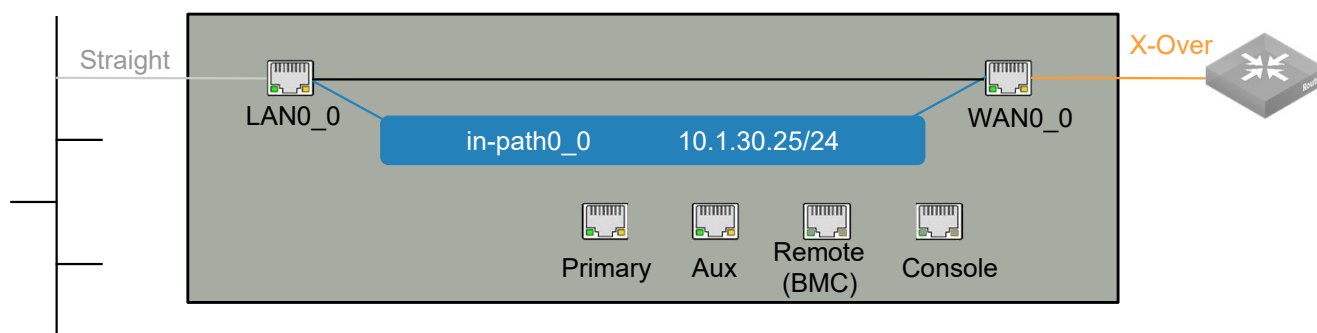 Straight
X-Over
LAN0_0
WAN0_0
in-path0_0 10.1.30.25/24
Primary
Aux
Remote
(BMC)
Console